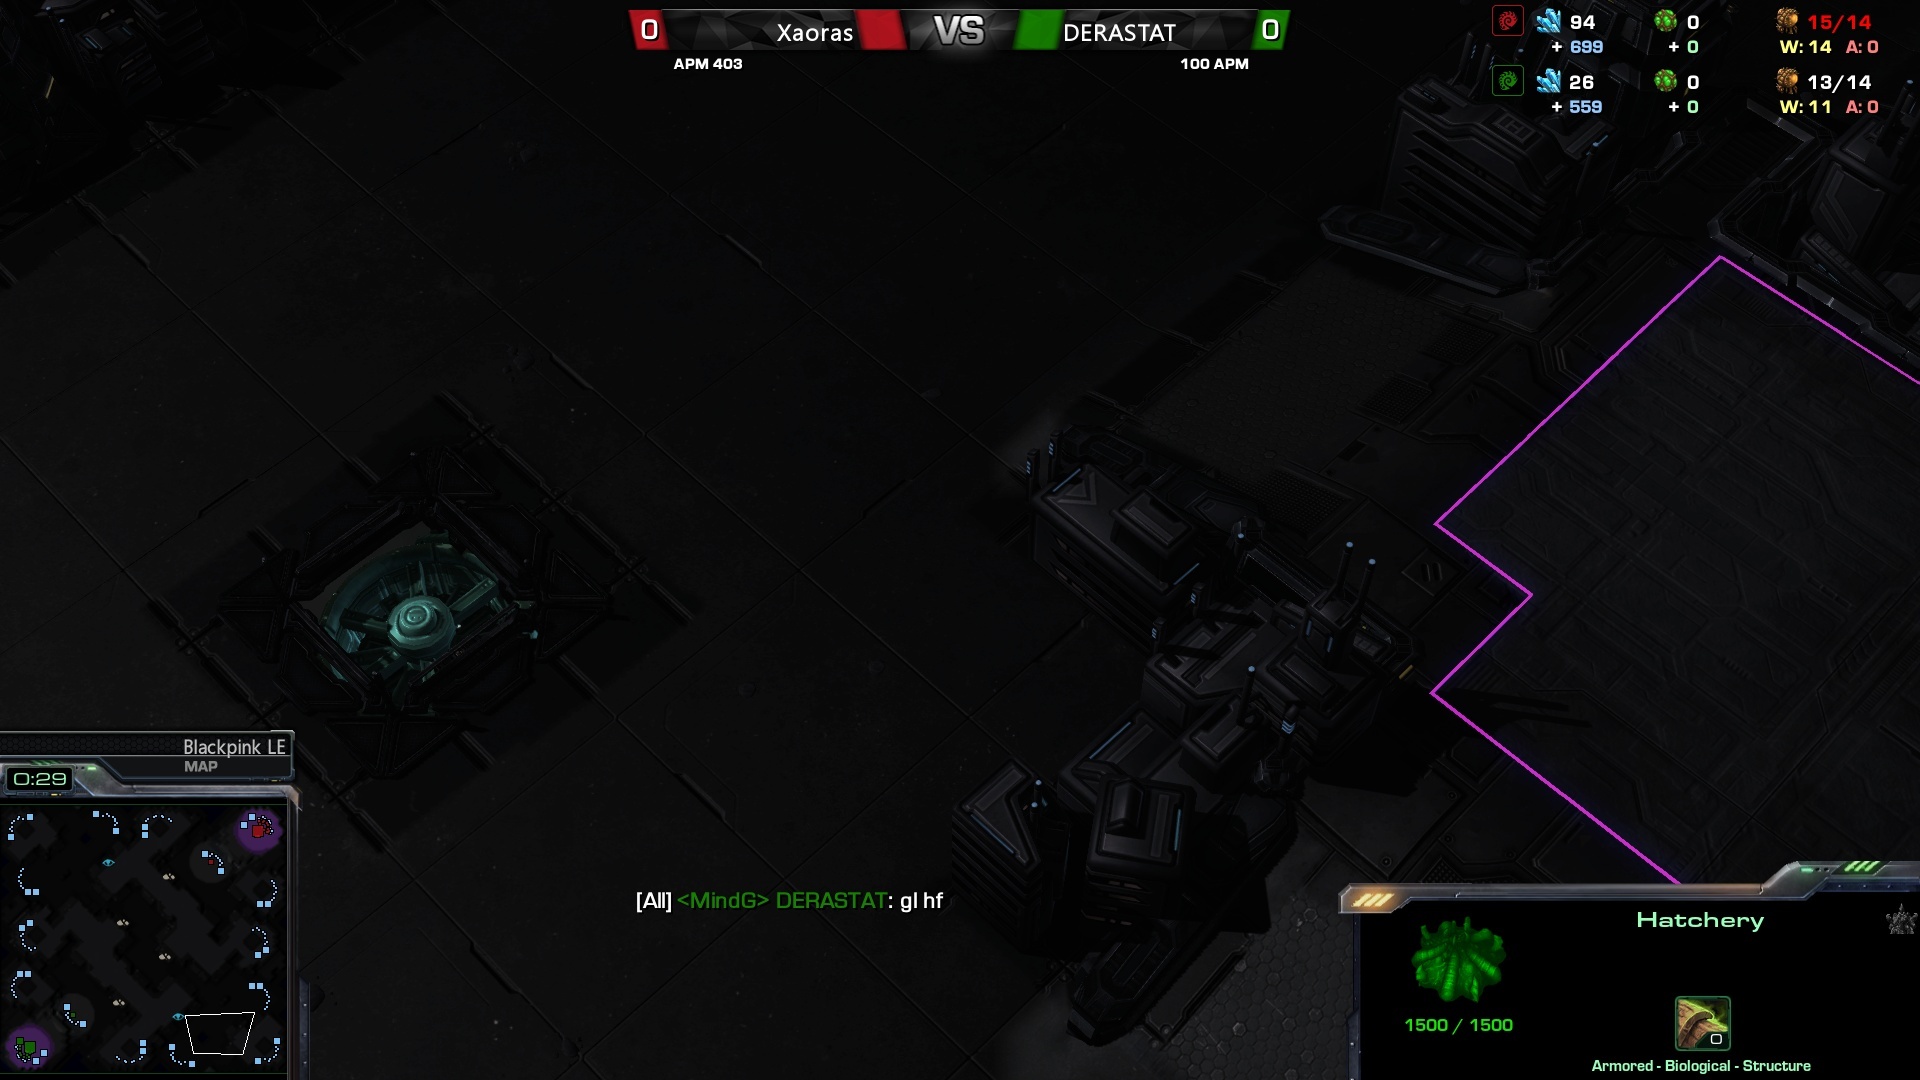 0 Xaoras VS DERASTAT 0
APM 403 100 APM
94 0 15/14
+ 699 + 0 W: 14 A: 0
26 0 13/14
+ 559 + 0 W: 11 A: 0
Blackpink LE
MAP
0:29
[All] <MindG> DERASTAT: gl hf
Hatchery
1500 / 1500
Armored - Biological - Structure